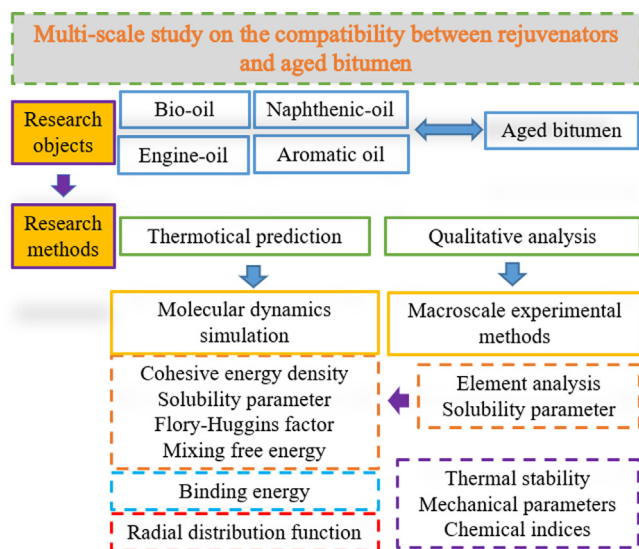 Multi-scale study on the compatibility between rejuvenators
and aged bitumen
Research
objects
Bio-oil
Naphthenic-oil
Engine-oil
Aromatic oil
Aged bitumen
Research
methods
Thermotical prediction
Qualitative analysis
Molecular dynamics
simulation
Macroscale experimental
methods
Cohesive energy density
Solubility parameter
Flory-Huggins factor
Mixing free energy
Element analysis
Solubility parameter
Binding energy
Radial distribution function
Thermal stability
Mechanical parameters
Chemical indices